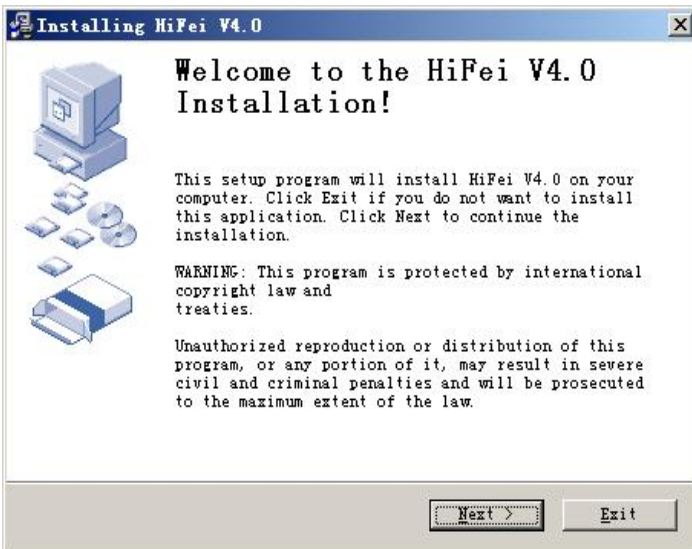 Installing HiFei V4.0
Welcome to the HiFei V4.0
Installation!
This setup program will install HiFei V4.0 on your
computer. Click Exit if you do not want to install
this application. Click Next to continue the
installation.
WARNING: This program is protected by international
copyright law and
treaties.
Unauthorized reproduction or distribution of this
program, or any portion of it, may result in severe
civil and criminal penalties and will be prosecuted
to the maximum extent of the law.
Next > Exit